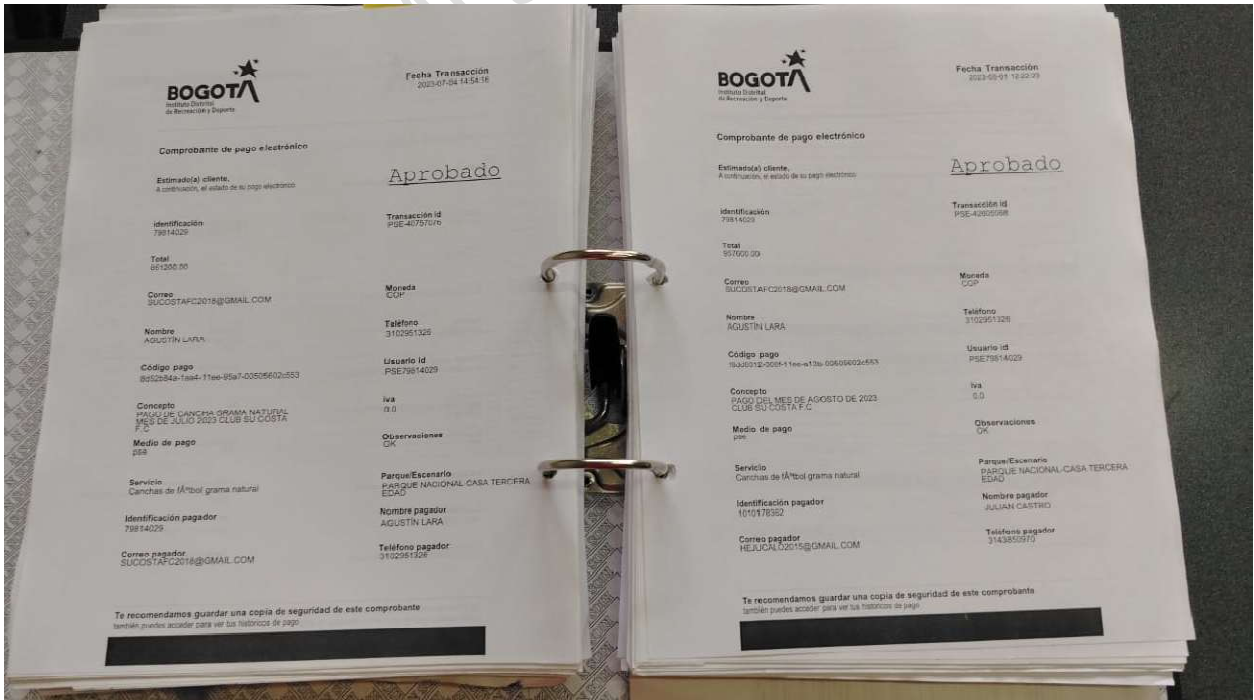 BOGOTÁ
Instituto Distrital
de Recreación y Deporte
Fecha Transacción
2023-07-04 14:54:16
Comprobante de pago electrónico
Aprobado
Estimado(a) cliente,
A continuación, el estado de su pago electrónico
Identificación
79814029
Transacción id
PSE-40757076
Total
861200.00
Correo
SUCOSTAFC2018@GMAIL.COM
Moneda
COP
Nombre
AGUSTÍN LARA
Teléfono
3102951326
Código pago
Usuario id
PSE79814029
Concepto
PAGO DE CANCHA GRAMA NATURAL
MES DE JULIO 2023 CLUB SU COSTA
F.C
Iva
0.0
Medio de pago
pse
Observaciones
OK
Servicio
Canchas de fÃºtbol grama natural
Parque/Escenario
PARQUE NACIONAL-CASA TERCERA
EDAD
Identificación pagador
79814029
Nombre pagador
AGUSTÍN LARA
Correo pagador
SUCOSTAFC2018@GMAIL.COM
Teléfono pagador
3102951326
Te recomendamos guardar una copia de seguridad de este comprobante
también puedes acceder para ver tus históricos de pago
BOGOTÁ
Instituto Distrital
de Recreación y Deporte
Fecha Transacción
Comprobante de pago electrónico
Aprobado
Estimado(a) cliente,
A continuación, el estado de su pago electrónico
Identificación
79814029
Transacción id
Total
957600.00
Correo
SUCOSTAFC2018@GMAIL.COM
Moneda
COP
Nombre
AGUSTÍN LARA
Teléfono
3102951326
Código pago
Usuario id
PSE79814029
Concepto
PAGO DEL MES DE AGOSTO DE 2023
CLUB SU COSTA F.C
Iva
0.0
Medio de pago
pse
Observaciones
OK
Servicio
Canchas de fÃºtbol grama natural
Parque/Escenario
PARQUE NACIONAL-CASA TERCERA
EDAD
Identificación pagador
1010178362
Nombre pagador
JULIAN CASTRO
Correo pagador
HEJUCALO2015@GMAIL.COM
Teléfono pagador
3143850970
Te recomendamos guardar una copia de seguridad de este comprobante
también puedes acceder para ver tus históricos de pago